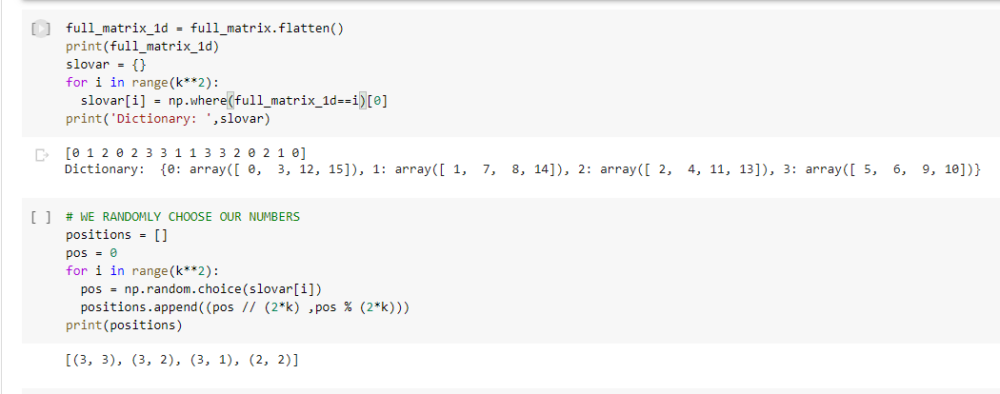 [ ] full_matrix_1d = full_matrix.flatten()
print(full_matrix_1d)
slovar = {}
for i in range(k**2):
  slovar[i] = np.where(full_matrix_1d==i)[0]
print('Dictionary: ',slovar)
[0 1 2 0 2 3 3 1 1 3 3 2 0 2 1 0]
Dictionary:  {0: array([ 0,  3, 12, 15]), 1: array([ 1,  7,  8, 14]), 2: array([ 2,  4, 11, 13]), 3: array([ 5,  6,  9, 10])}
[ ] # WE RANDOMLY CHOOSE OUR NUMBERS
positions = []
pos = 0
for i in range(k**2):
  pos = np.random.choice(slovar[i])
  positions.append((pos // (2*k) ,pos % (2*k)))
print(positions)
[(3, 3), (3, 2), (3, 1), (2, 2)]